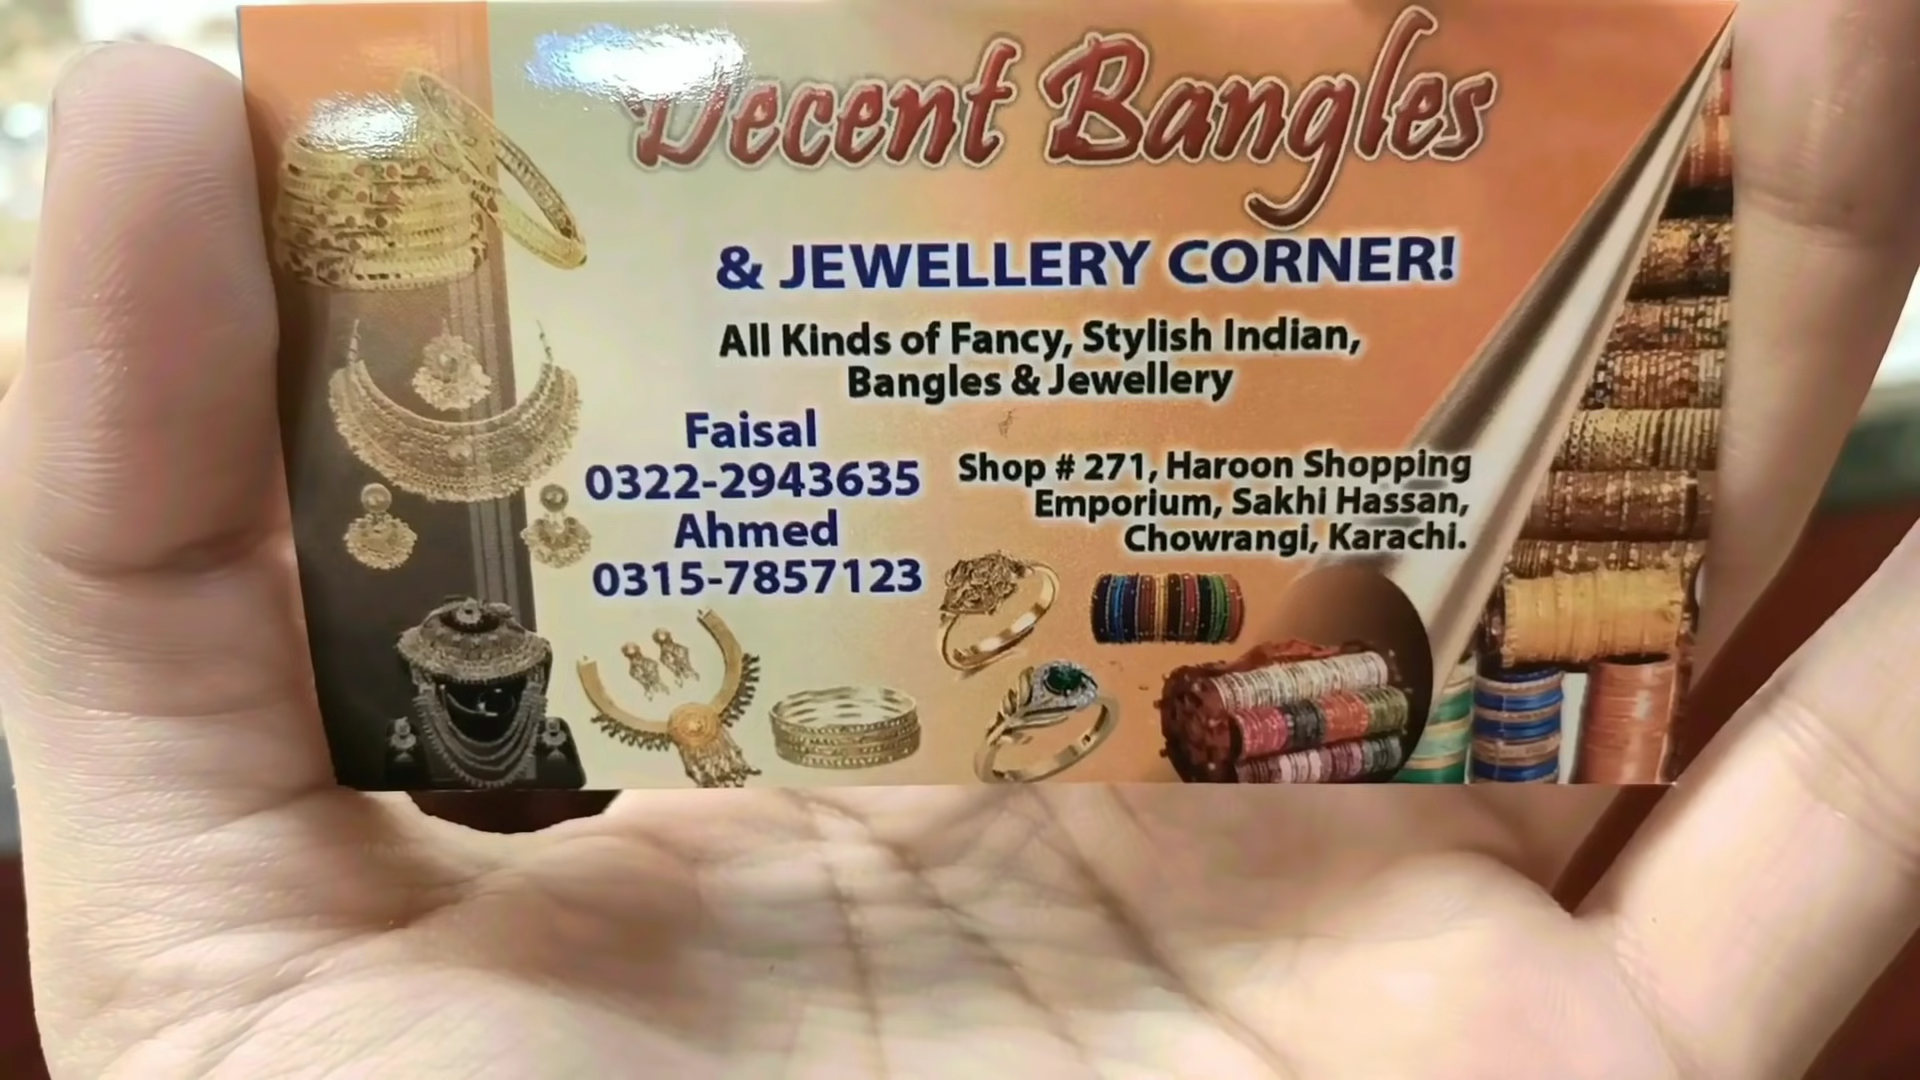 Decent Bangles
& JEWELLERY CORNER!
All Kinds of Fancy, Stylish Indian,
Bangles & Jewellery
Faisal
0322-2943635
Ahmed
0315-7857123
Shop # 271, Haroon Shopping
Emporium, Sakhi Hassan,
Chowrangi, Karachi.